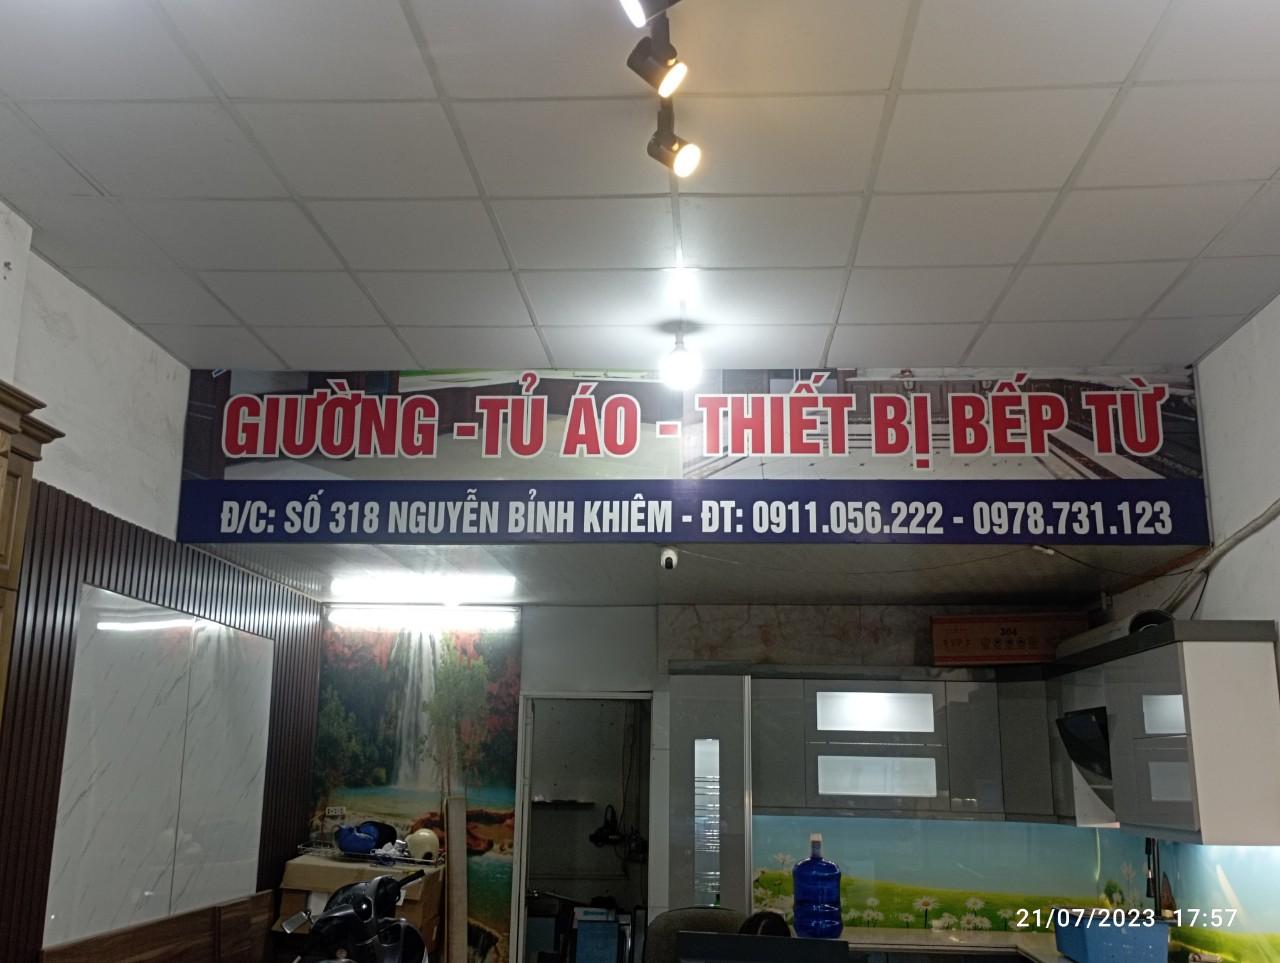 GIƯỜNG -TỦ ÁO - THIẾT BỊ BẾP TỪ
Đ/C: SỐ 318 NGUYỄN BỈNH KHIÊM - ĐT: 0911.056.222 - 0978.731.123
304
21/07/2023 17:57